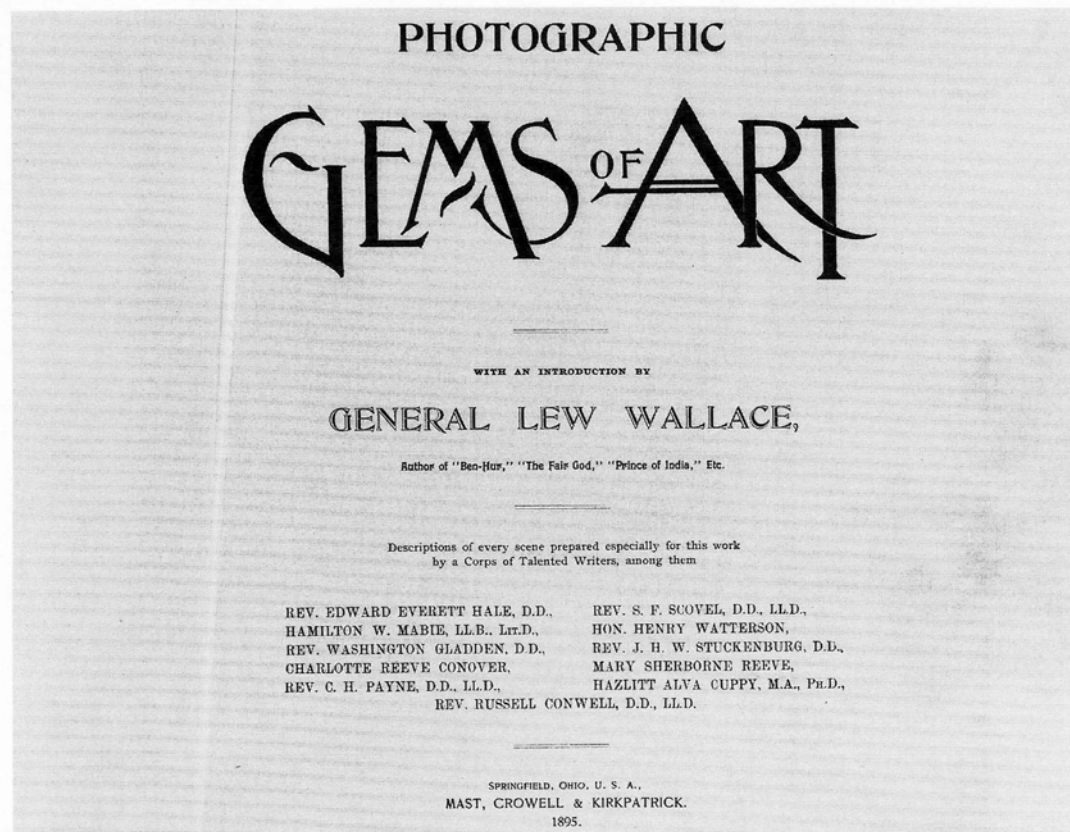 PHOTOGRAPHIC
GEMS OF ART
WITH AN INTRODUCTION BY
GENERAL LEW WALLACE,
Author of "Ben-Hur," "The Fair God," "Prince of India," Etc.
Descriptions of every scene prepared especially for this work
by a Corps of Talented Writers, among them
REV. EDWARD EVERETT HALE, D.D.,
HAMILTON W. MABIE, LL.B., LIT.D.,
REV. WASHINGTON GLADDEN, D.D.,
CHARLOTTE REEVE CONOVER,
REV. C. H. PAYNE, D.D., LL.D.,
REV. S. F. SCOVEL, D.D., LL.D.,
HON. HENRY WATTERSON,
REV. J. H. W. STUCKENBURG, D.D.,
MARY SHERBORNE REEVE,
HAZLITT ALVA CUPPY, M.A., PH.D.,
REV. RUSSELL CONWELL, D.D., LL.D.
SPRINGFIELD, OHIO, U. S. A.,
MAST, CROWELL & KIRKPATRICK.
1895.